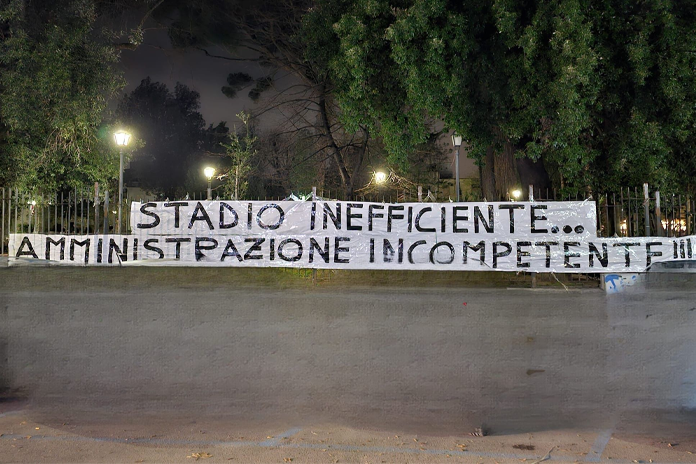 STADIO INEFFICIENTE...
AMMINISTRAZIONE INCOMPETENTE!!!